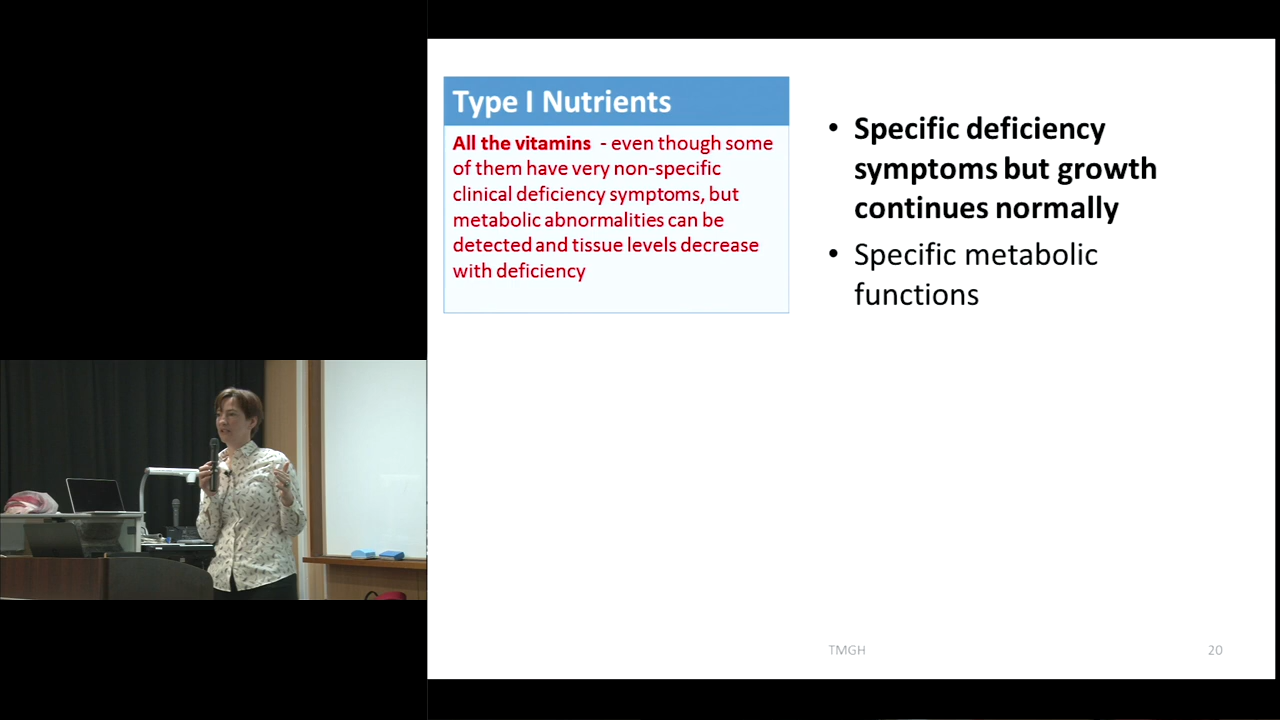 Type I Nutrients
All the vitamins - even though some
of them have very non-specific
clinical deficiency symptoms, but
metabolic abnormalities can be
detected and tissue levels decrease
with deficiency
• Specific deficiency
symptoms but growth
continues normally
• Specific metabolic
functions
TMGH
20